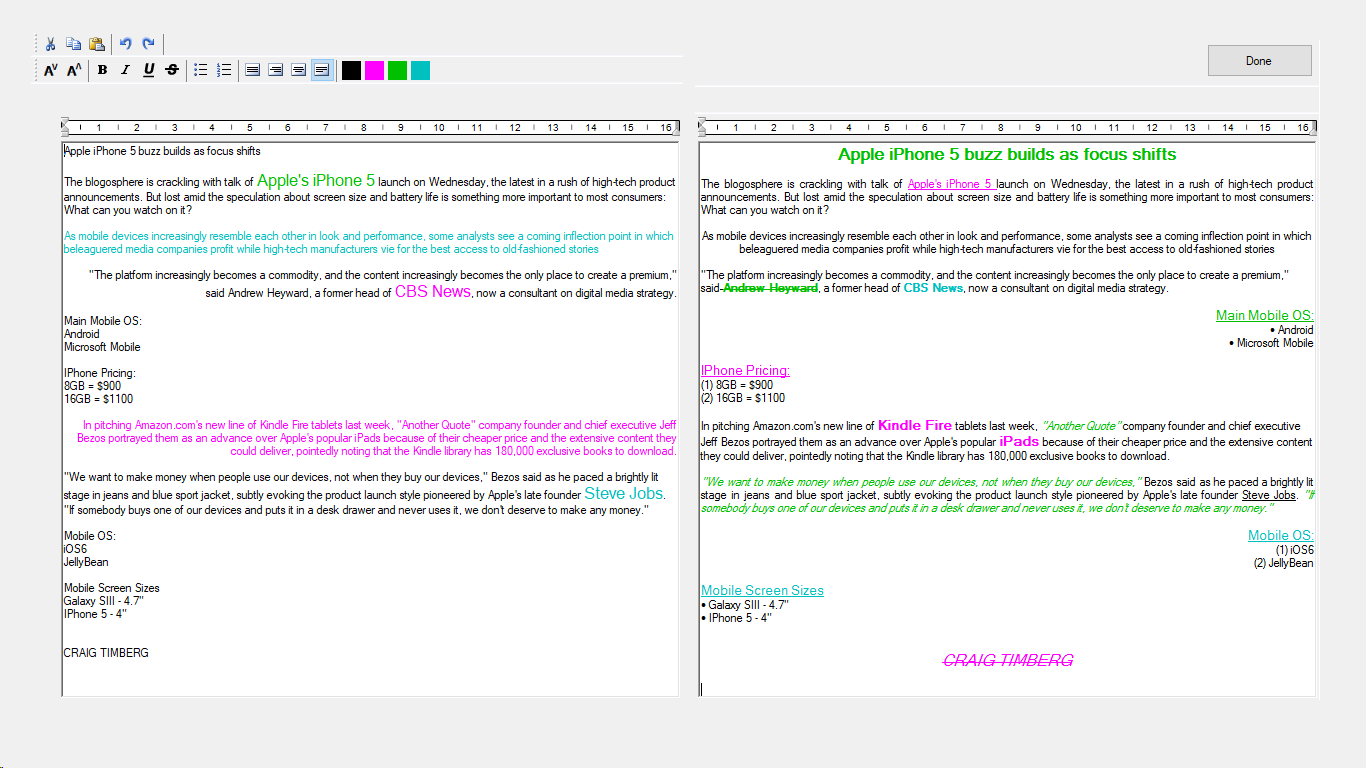 Done
1 2 3 4 5 6 7 8 9 10 11 12 13 14 15 16
Apple iPhone 5 buzz builds as focus shifts
The blogosphere is crackling with talk of Apple's iPhone 5 launch on Wednesday, the latest in a rush of high-tech product
announcements. But lost amid the speculation about screen size and battery life is something more important to most consumers:
What can you watch on it?
As mobile devices increasingly resemble each other in look and performance, some analysts see a coming inflection point in which
beleaguered media companies profit while high-tech manufacturers vie for the best access to old-fashioned stories
"The platform increasingly becomes a commodity, and the content increasingly becomes the only place to create a premium,"
said Andrew Heyward, a former head of CBS News, now a consultant on digital media strategy.
Main Mobile OS:
Android
Microsoft Mobile
IPhone Pricing:
8GB = $900
16GB = $1100
In pitching Amazon.com's new line of Kindle Fire tablets last week, "Another Quote" company founder and chief executive Jeff
Bezos portrayed them as an advance over Apple's popular iPads because of their cheaper price and the extensive content they
could deliver, pointedly noting that the Kindle library has 180,000 exclusive books to download.
"We want to make money when people use our devices, not when they buy our devices," Bezos said as he paced a brightly lit
stage in jeans and blue sport jacket, subtly evoking the product launch style pioneered by Apple's late founder Steve Jobs.
"If somebody buys one of our devices and puts it in a desk drawer and never uses it, we don't deserve to make any money."
Mobile OS:
iOS6
JellyBean
Mobile Screen Sizes
Galaxy SIII - 4.7"
IPhone 5 - 4"
CRAIG TIMBERG
1 2 3 4 5 6 7 8 9 10 11 12 13 14 15 16
Apple iPhone 5 buzz builds as focus shifts
The blogosphere is crackling with talk of Apple's iPhone 5 launch on Wednesday, the latest in a rush of high-tech product
announcements. But lost amid the speculation about screen size and battery life is something more important to most consumers:
What can you watch on it?
As mobile devices increasingly resemble each other in look and performance, some analysts see a coming inflection point in which
beleaguered media companies profit while high-tech manufacturers vie for the best access to old-fashioned stories
"The platform increasingly becomes a commodity, and the content increasingly becomes the only place to create a premium,"
said Andrew Heyward, a former head of CBS News, now a consultant on digital media strategy.
Main Mobile OS:
• Android
• Microsoft Mobile
IPhone Pricing:
(1) 8GB = $900
(2) 16GB = $1100
In pitching Amazon.com's new line of Kindle Fire tablets last week, "Another Quote" company founder and chief executive
Jeff Bezos portrayed them as an advance over Apple's popular iPads because of their cheaper price and the extensive content
they could deliver, pointedly noting that the Kindle library has 180,000 exclusive books to download.
"We want to make money when people use our devices, not when they buy our devices," Bezos said as he paced a brightly lit
stage in jeans and blue sport jacket, subtly evoking the product launch style pioneered by Apple's late founder Steve Jobs. "If
somebody buys one of our devices and puts it in a desk drawer and never uses it, we don't deserve to make any money."
Mobile OS:
(1) iOS6
(2) JellyBean
Mobile Screen Sizes
• Galaxy SIII - 4.7"
• IPhone 5 - 4"
CRAIG TIMBERG